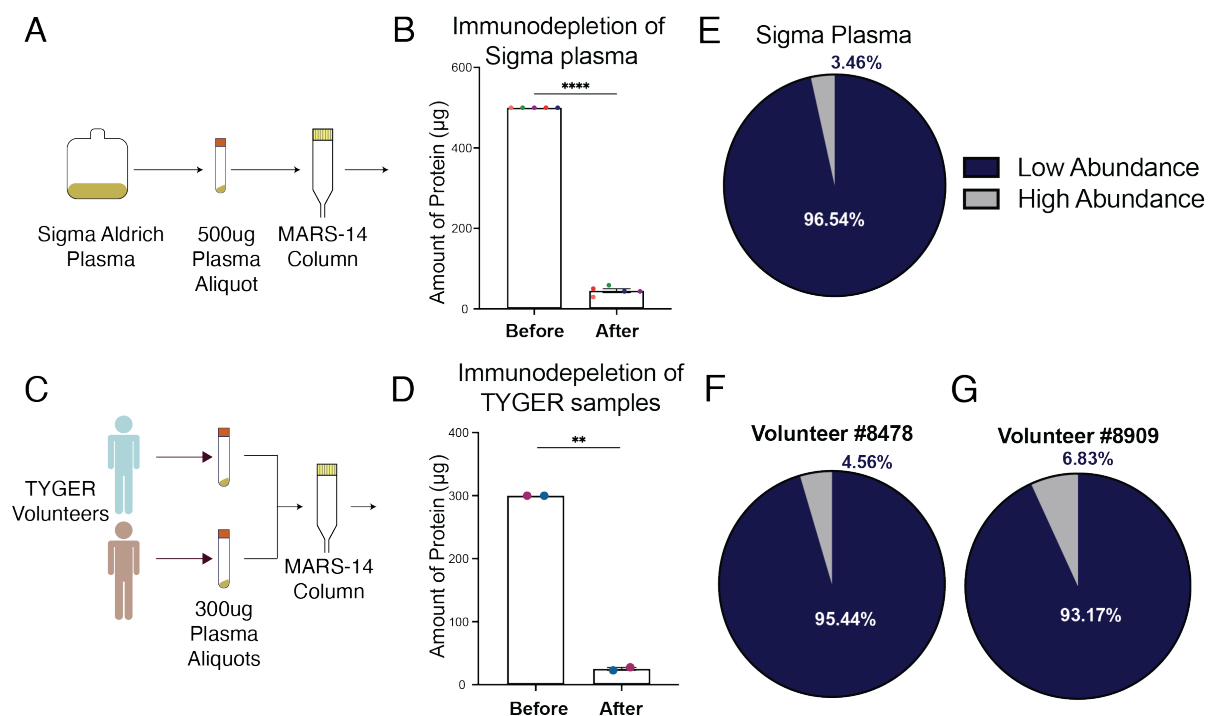 A
Sigma Aldrich
Plasma
500ug
Plasma
Aliquot
MARS-14
Column
B
Immunodepletion of
Sigma plasma
Amount of Protein (µg)
600
400
200
0
****
Before
After
E
Sigma Plasma
3.46%
96.54%
Low Abundance
High Abundance
C
TYGER
Volunteers
300ug
Plasma
Aliquots
MARS-14
Column
D
Immunodepeletion of
TYGER samples
Amount of Protein (µg)
400
300
200
100
0
**
Before
After
F
Volunteer #8478
4.56%
95.44%
G
Volunteer #8909
6.83%
93.17%